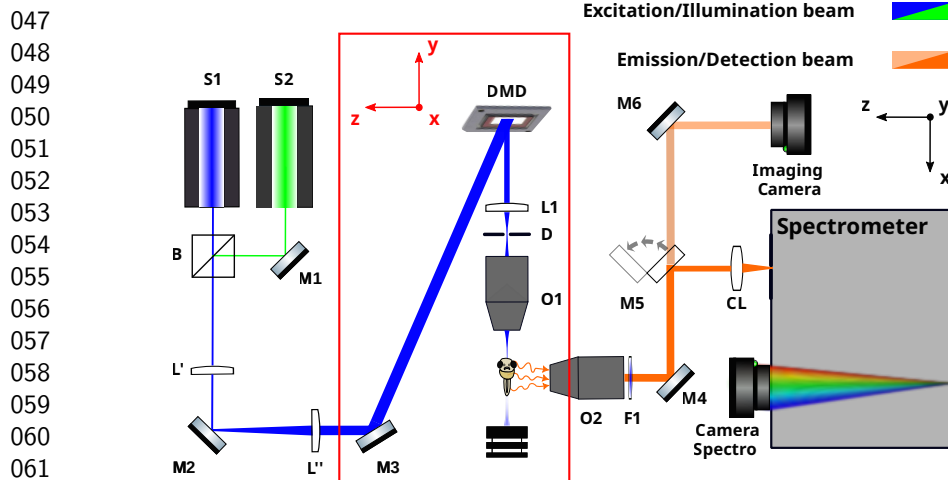 047
048
049
050
051
052
053
054
055
056
057
058
059
060
061
Excitation/Illumination beam
Emission/Detection beam
S1
S2
y
z
x
DMD
M6
z
y
x
Imaging
Camera
L1
D
B
M1
O1
M5
CL
Spectrometer
L'
M2
L''
M3
O2
F1
M4
Camera
Spectro